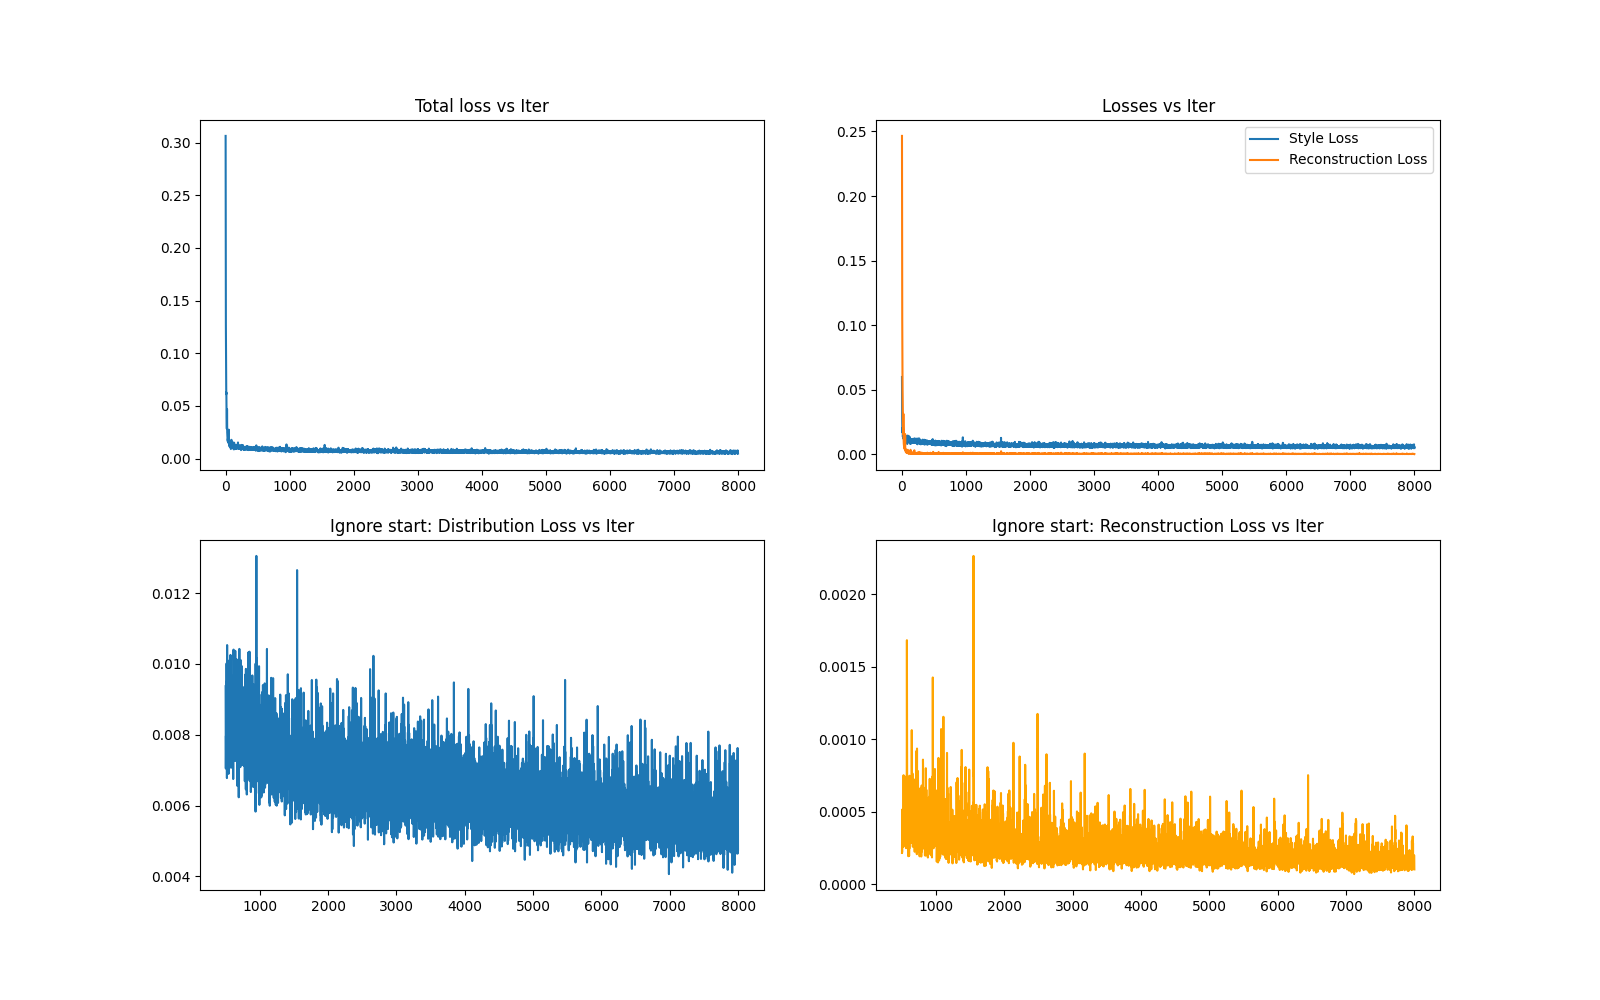 Total loss vs Iter
0.30
0.25
0.20
0.15
0.10
0.05
0.00
0 1000 2000 3000 4000 5000 6000 7000 8000
Losses vs Iter
Style Loss
Reconstruction Loss
0.25
0.20
0.15
0.10
0.05
0.00
0 1000 2000 3000 4000 5000 6000 7000 8000
Ignore start: Distribution Loss vs Iter
0.012
0.010
0.008
0.006
0.004
1000 2000 3000 4000 5000 6000 7000 8000
Ignore start: Reconstruction Loss vs Iter
0.0020
0.0015
0.0010
0.0005
0.0000
1000 2000 3000 4000 5000 6000 7000 8000